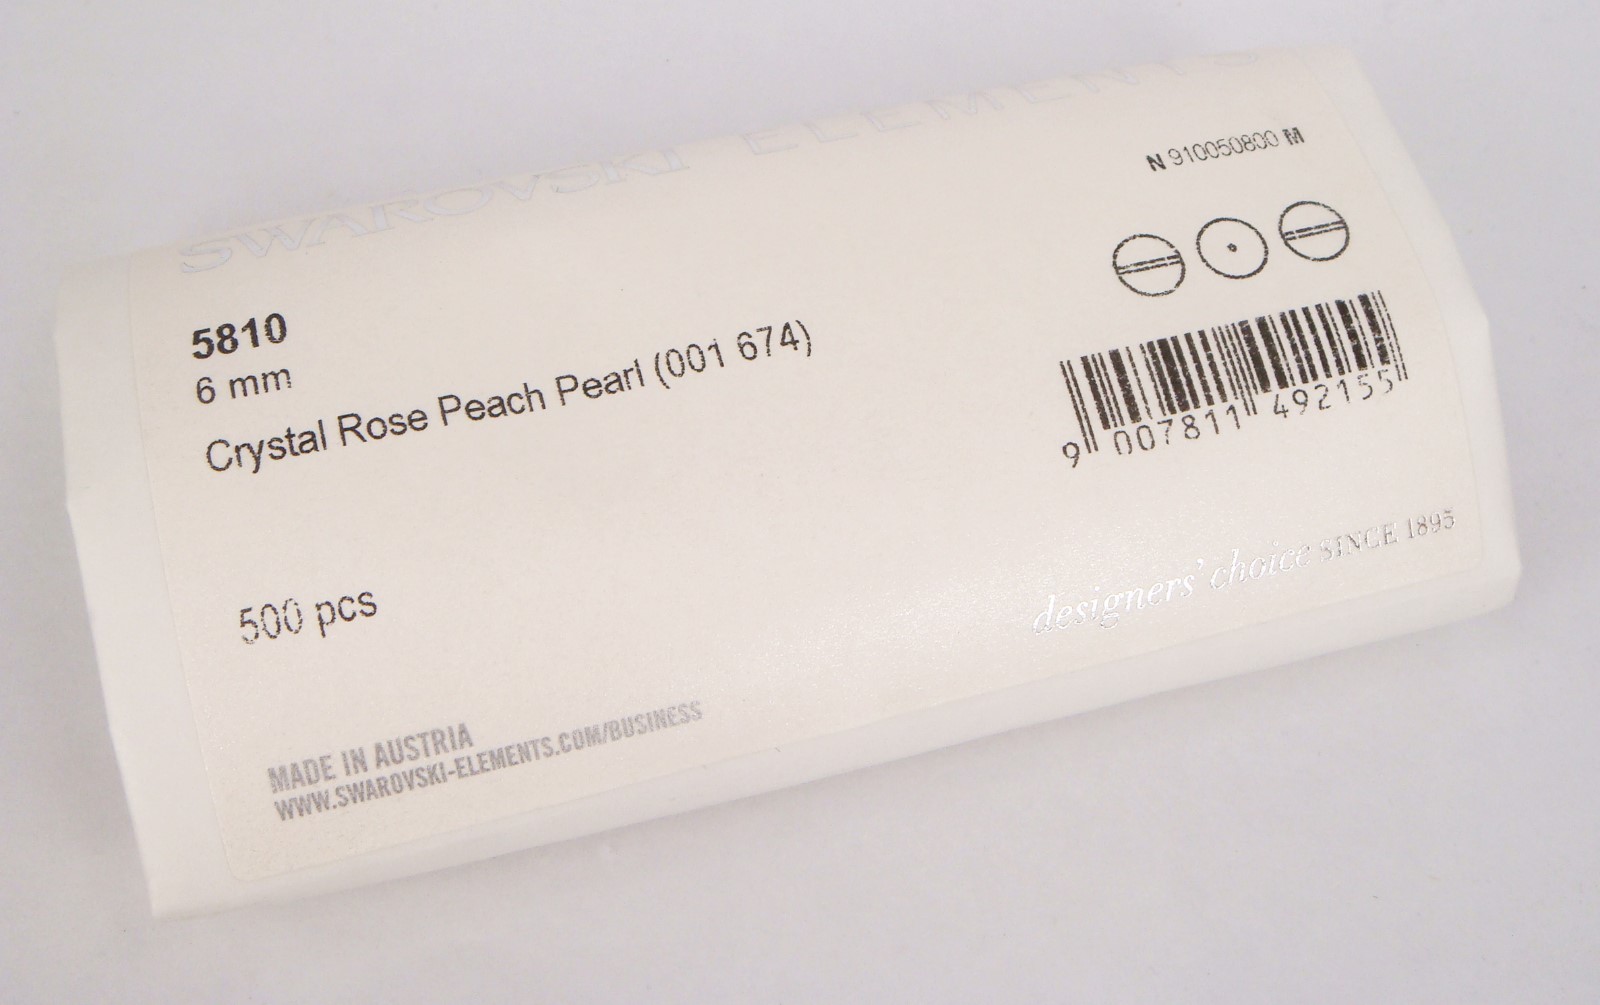 SWAROVSKI ELEMENTS
N 910050800 M
5810
6 mm
Crystal Rose Peach Pearl (001 674)
9 007811 492155
500 pcs
designers' choice SINCE 1895
MADE IN AUSTRIA
WWW.SWAROVSKI-ELEMENTS.COM/BUSINESS